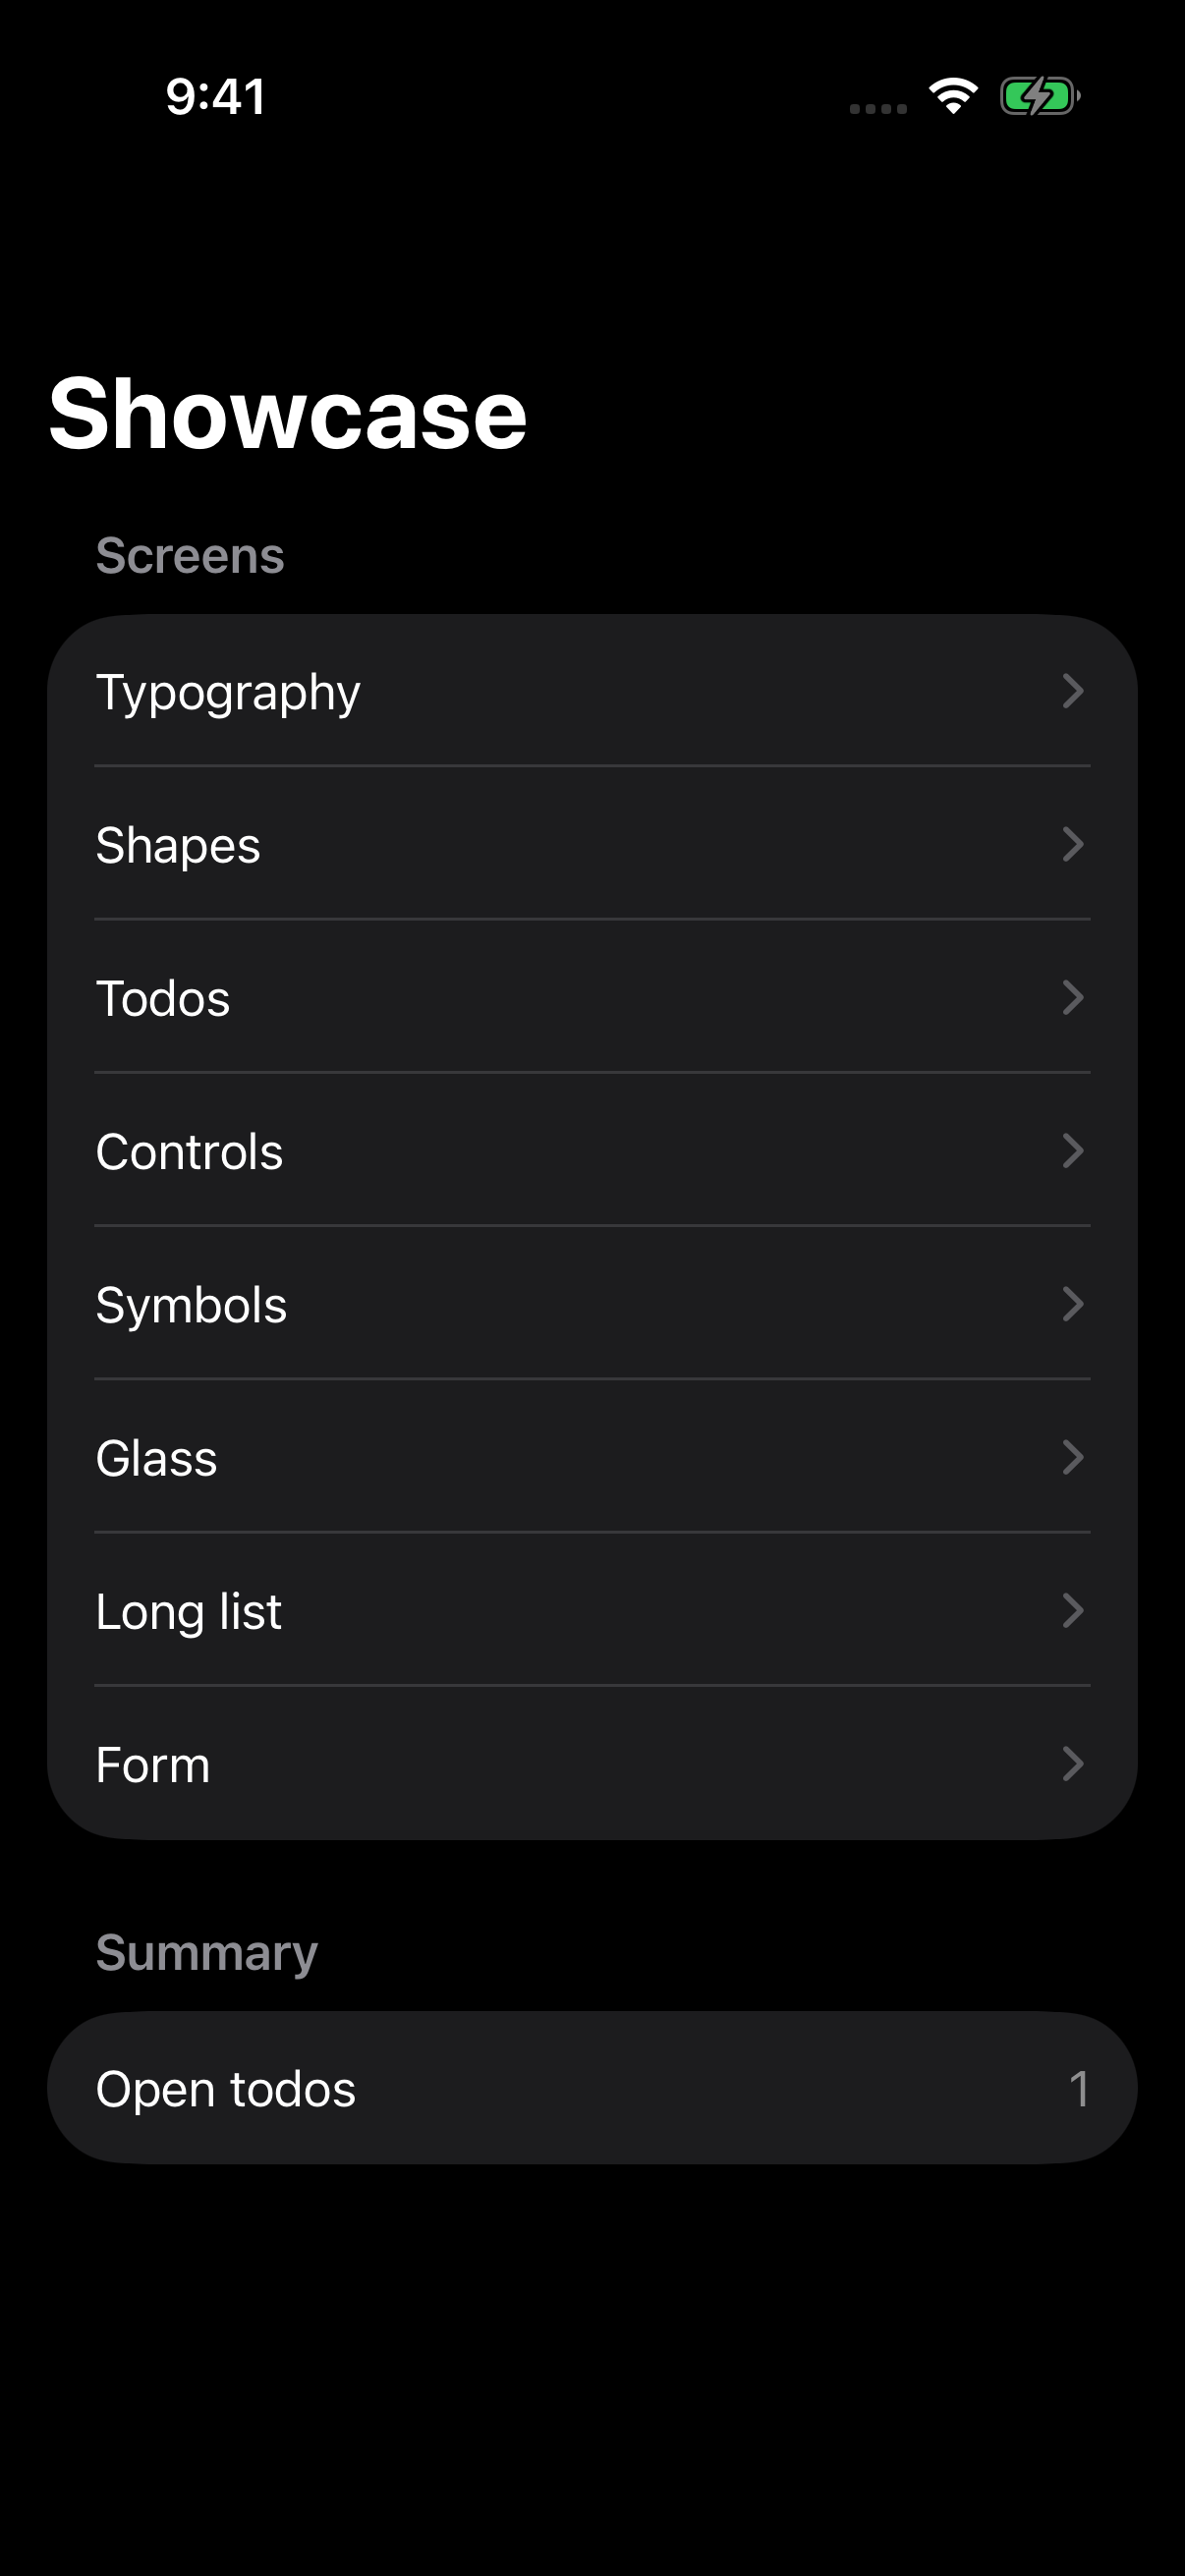 9:41
Showcase
Screens
Typography
Shapes
Todos
Controls
Symbols
Glass
Long list
Form
Summary
Open todos 1